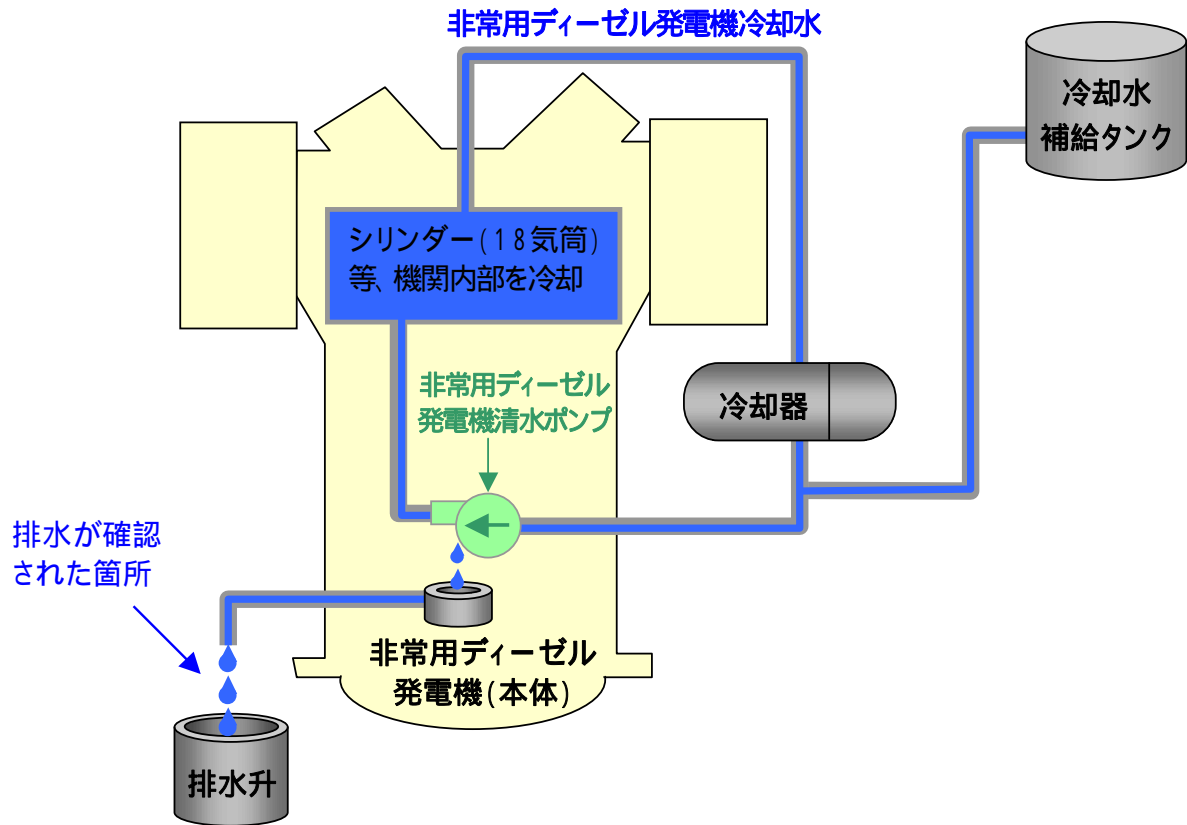 非常用ディーゼル発電機冷却水
冷却水
補給タンク
シリンダー(18気筒)
等、機関内部を冷却
非常用ディーゼル
発電機清水ポンプ
冷却器
排水が確認
された箇所
非常用ディーゼル
発電機(本体)
排水升